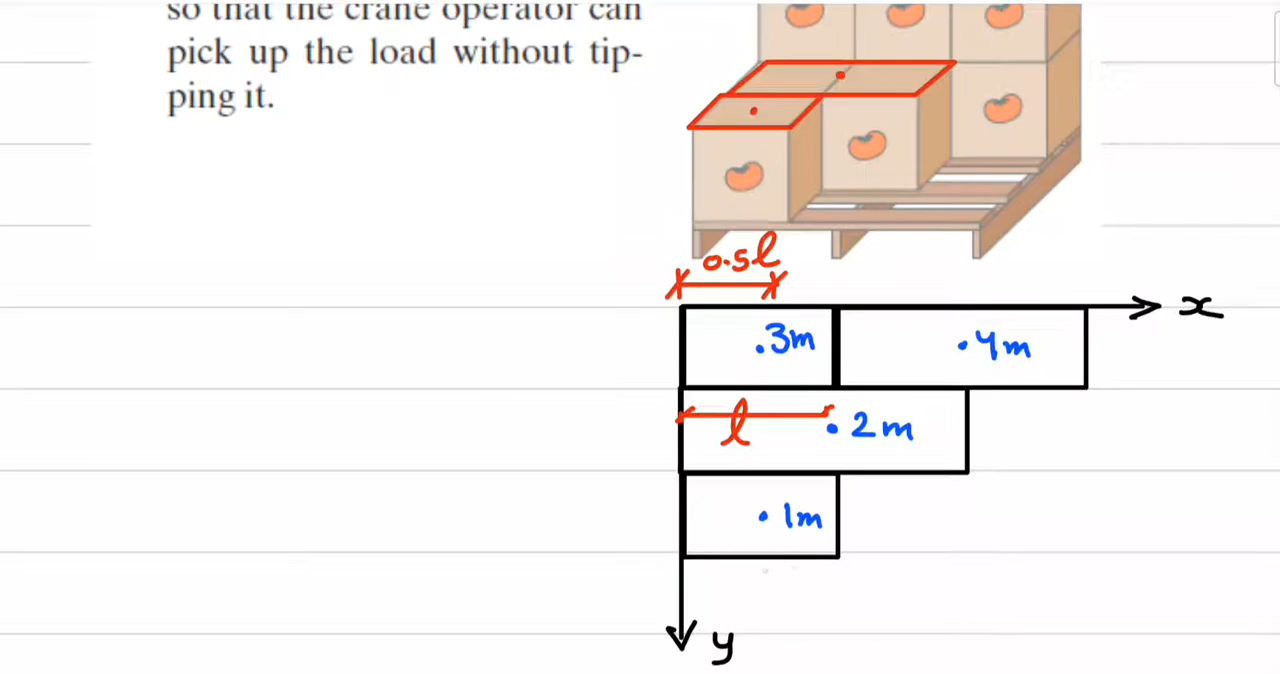 so that the crane operator can
pick up the load without tip-
ping it.
0.5l
x
.3m
.4m
l
.2m
.1m
y